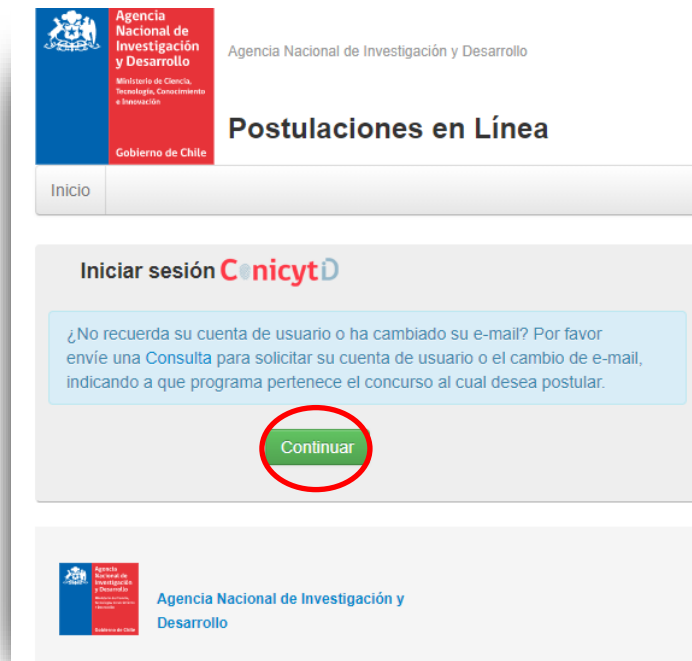 Agencia
Nacional de
Investigación
y Desarrollo
Ministerio de Ciencia,
Tecnología, Conocimiento
e Innovación
Gobierno de Chile
Agencia Nacional de Investigación y Desarrollo
Postulaciones en Línea
Inicio
Iniciar sesión ConicytiD
¿No recuerda su cuenta de usuario o ha cambiado su e-mail? Por favor
envíe una Consulta para solicitar su cuenta de usuario o el cambio de e-mail,
indicando a que programa pertenece el concurso al cual desea postular.
Continuar
Agencia
Nacional de
Investigación
y Desarrollo
Gobierno de Chile
Agencia Nacional de Investigación y
Desarrollo